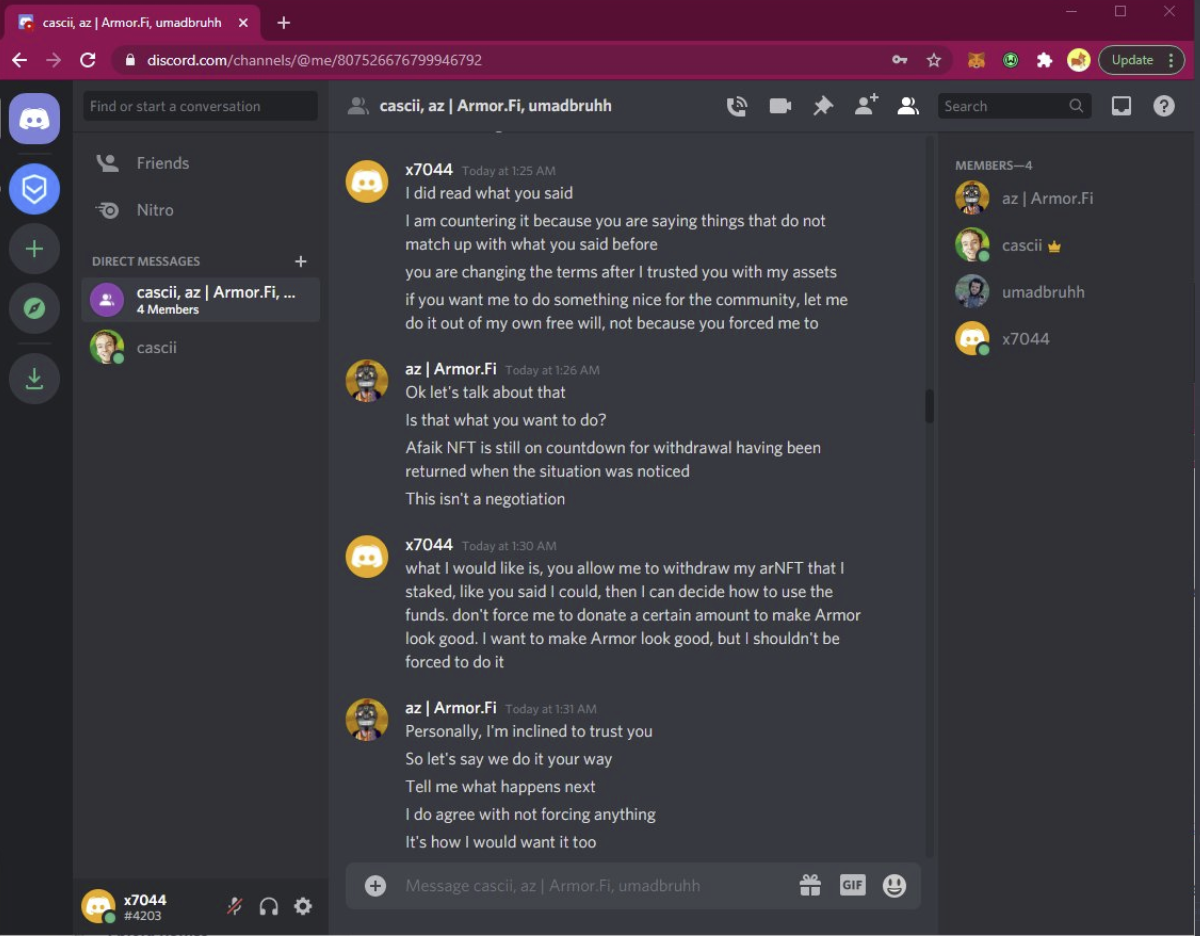 cascii, az | Armor.Fi, umadbruhh
discord.com/channels/@me/807526676799946792
Update
Find or start a conversation
cascii, az | Armor.Fi, umadbruhh
Search
Friends
Nitro
DIRECT MESSAGES
cascii, az | Armor.Fi, ...
4 Members
cascii
x7044 Today at 1:25 AM
I did read what you said
I am countering it because you are saying things that do not
match up with what you said before
you are changing the terms after I trusted you with my assets
if you want me to do something nice for the community, let me
do it out of my own free will, not because you forced me to
az | Armor.Fi Today at 1:26 AM
Ok let's talk about that
Is that what you want to do?
Afaik NFT is still on countdown for withdrawal having been
returned when the situation was noticed
This isn't a negotiation
x7044 Today at 1:30 AM
what I would like is, you allow me to withdraw my arNFT that I
staked, like you said I could, then I can decide how to use the
funds. don't force me to donate a certain amount to make Armor
look good. I want to make Armor look good, but I shouldn't be
forced to do it
az | Armor.Fi Today at 1:31 AM
Personally, I'm inclined to trust you
So let's say we do it your way
Tell me what happens next
I do agree with not forcing anything
It's how I would want it too
Message cascii, az | Armor.Fi, umadbruhh
GIF
MEMBERS—4
az | Armor.Fi
cascii
umadbruhh
x7044
x7044
#4203